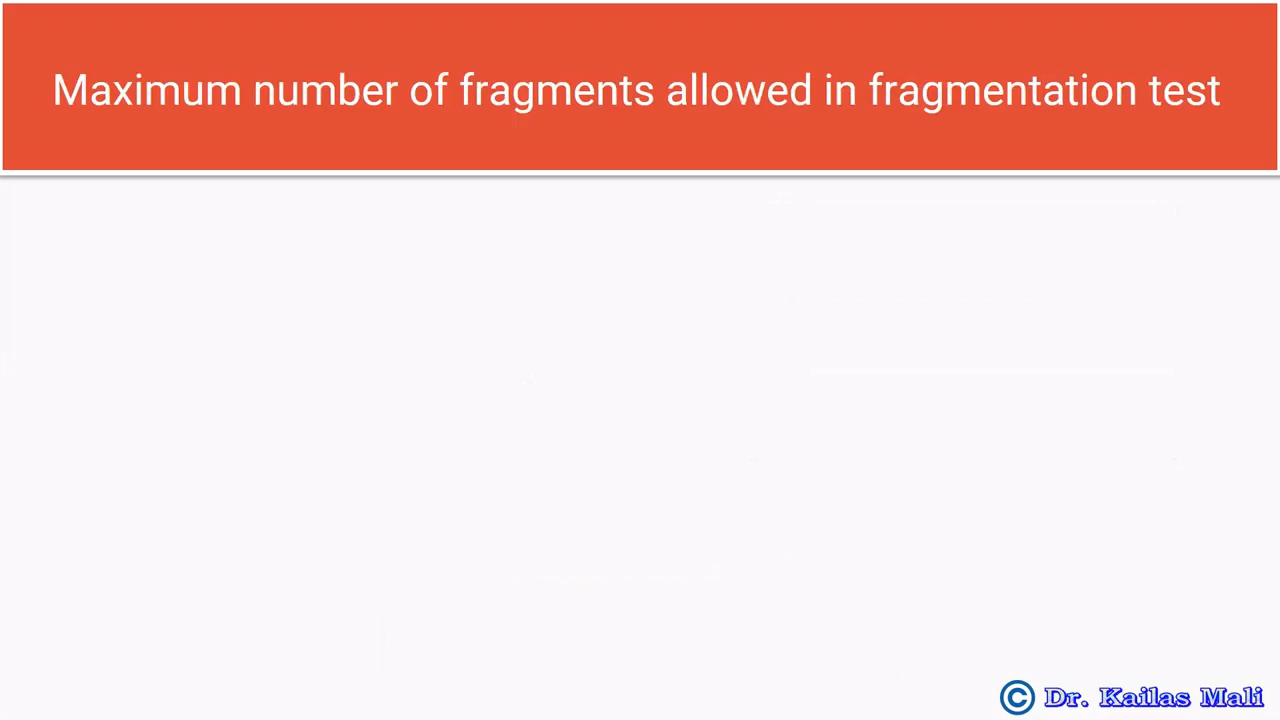 Maximum number of fragments allowed in fragmentation test
© Dr. Kailas Mali